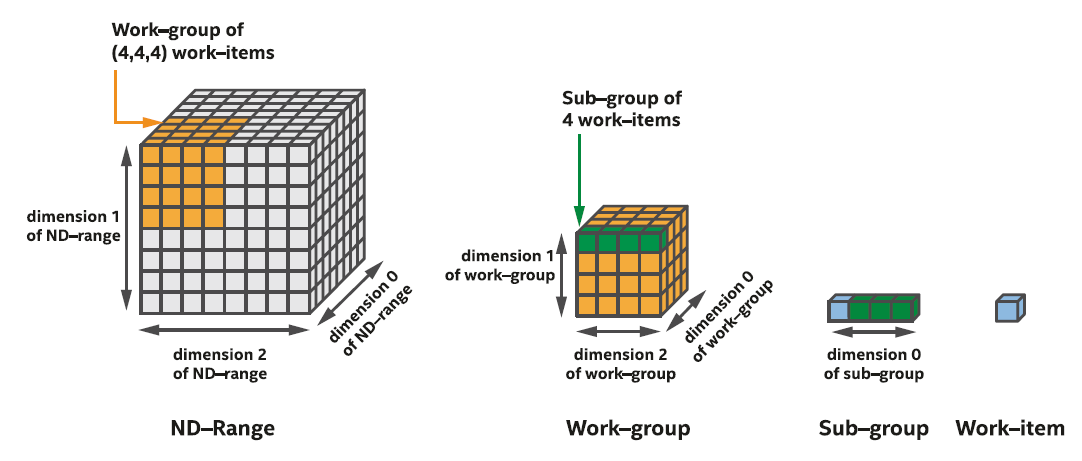 Work–group of
(4,4,4) work–items
dimension 1
of ND–range
dimension 2
of ND–range
dimension 0
of ND–range
ND–Range
Sub–group of
4 work–items
dimension 1
of work–group
dimension 2
of work–group
dimension 0
of work–group
Work–group
dimension 0
of sub–group
Sub–group
Work–item